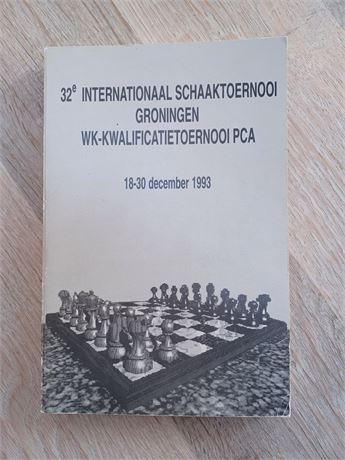 32e INTERNATIONAAL SCHAAKTOERNOOI
GRONINGEN
WK-KWALIFICATIETOERNOOI PCA
18-30 december 1993